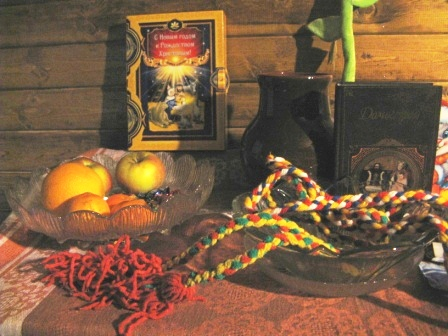 С Новым годом
и Рождеством
Христовым!